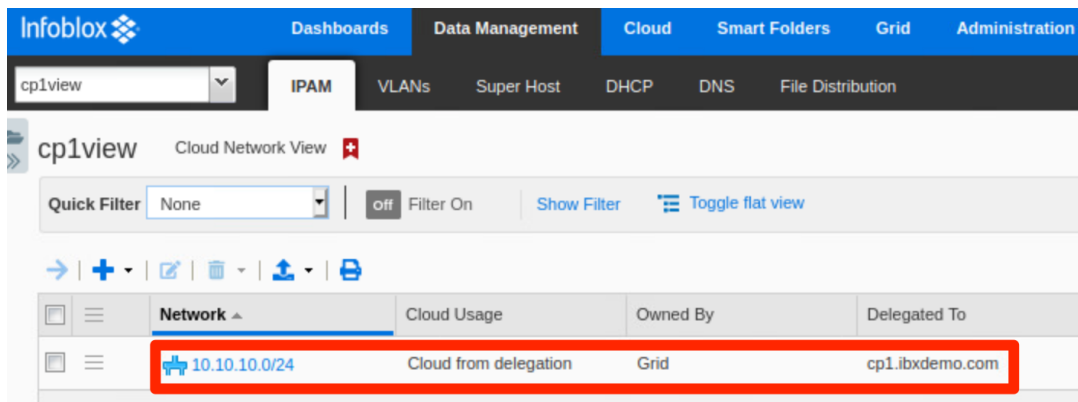 Infoblox Dashboards Data Management Cloud Smart Folders Grid Administration
cp1view IPAM VLANs Super Host DHCP DNS File Distribution
cp1view Cloud Network View
Quick Filter None Off Filter On Show Filter Toggle flat view
Network Cloud Usage Owned By Delegated To
10.10.10.0/24 Cloud from delegation Grid cp1.ibxdemo.com